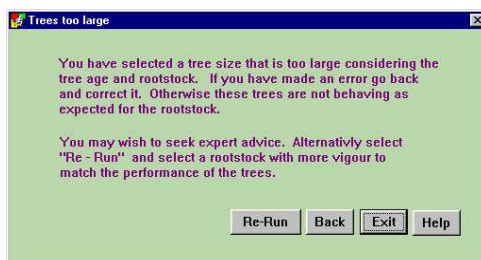 Trees too large
You have selected a tree size that is too large considering the
tree age and rootstock. If you have made an error go back
and correct it. Otherwise these trees are not behaving as
expected for the rootstock.
You may wish to seek expert advice. Alternativly select
"Re - Run" and select a rootstock with more vigour to
match the performance of the trees.
Re-Run Back Exit Help